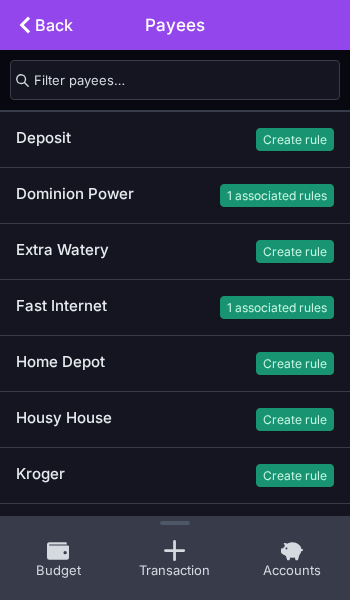 Back
Payees
Filter payees...
Deposit
Create rule
Dominion Power
1 associated rules
Extra Watery
Create rule
Fast Internet
1 associated rules
Home Depot
Create rule
Housy House
Create rule
Kroger
Create rule
Budget
Transaction
Accounts